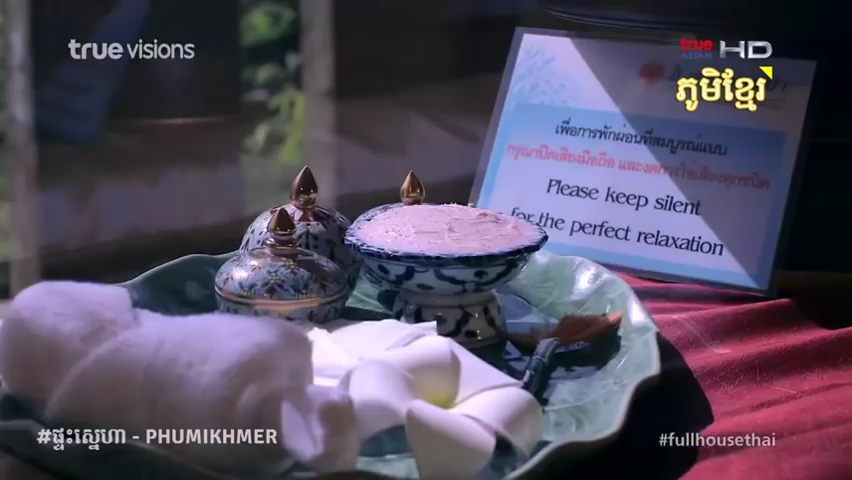 truevisions
true HD
ASIAN
ភូមិខ្មែរ
เพื่อการพักผ่อนที่สมบูรณ์แบบ
กรุณาปิดเสียงมือถือ และงดการใช้เสียงทุกชนิด
Please keep silent
for the perfect relaxation
#ផ្ទះស្នេហា - PHUMIKHMER
#fullhousethai